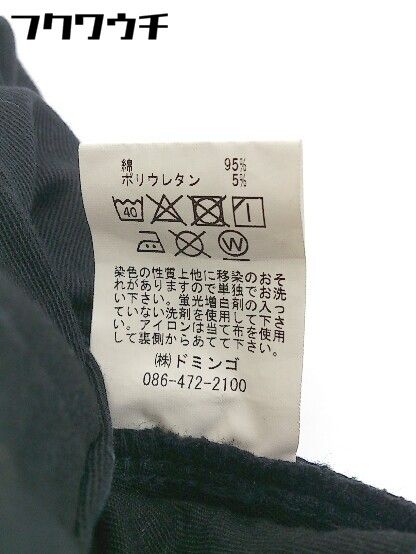 フクワウチ
綿 95%
ポリウレタン 5%
40
W
染色の性質上他に移染のおそ
れがありますので単独でお洗
い下さい。蛍光増白剤の入っ
ていない洗剤を使用して下さ
い。アイロンは当て布を使用
して裏側からあてて下さい。
㈱ドミンゴ
086-472-2100